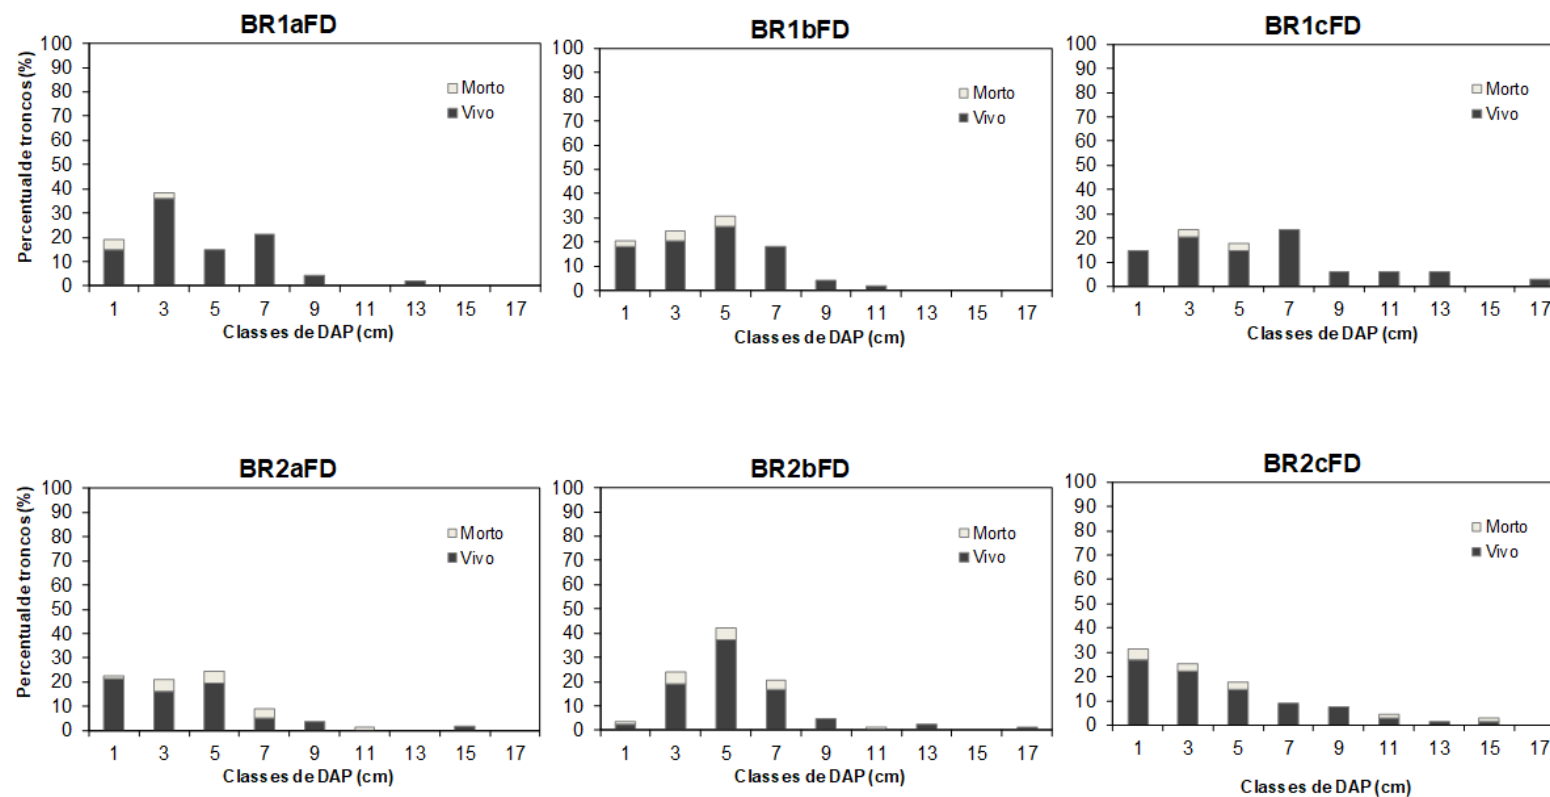 BR1aFD
Percentual de troncos (%)
100
90
80
70
60
50
40
30
20
10
0
Morto
Vivo
1 3 5 7 9 11 13 15 17
Classes de DAP (cm)
BR1bFD
100
90
80
70
60
50
40
30
20
10
0
Morto
Vivo
1 3 5 7 9 11 13 15 17
Classes de DAP (cm)
BR1cFD
100
90
80
70
60
50
40
30
20
10
0
Morto
Vivo
1 3 5 7 9 11 13 15 17
Classes de DAP (cm)
BR2aFD
Percentual de troncos (%)
100
90
80
70
60
50
40
30
20
10
0
Morto
Vivo
1 3 5 7 9 11 13 15 17
Classes de DAP (cm)
BR2bFD
100
90
80
70
60
50
40
30
20
10
0
Morto
Vivo
1 3 5 7 9 11 13 15 17
Classes de DAP (cm)
BR2cFD
100
90
80
70
60
50
40
30
20
10
0
Morto
Vivo
1 3 5 7 9 11 13 15 17
Classes de DAP (cm)